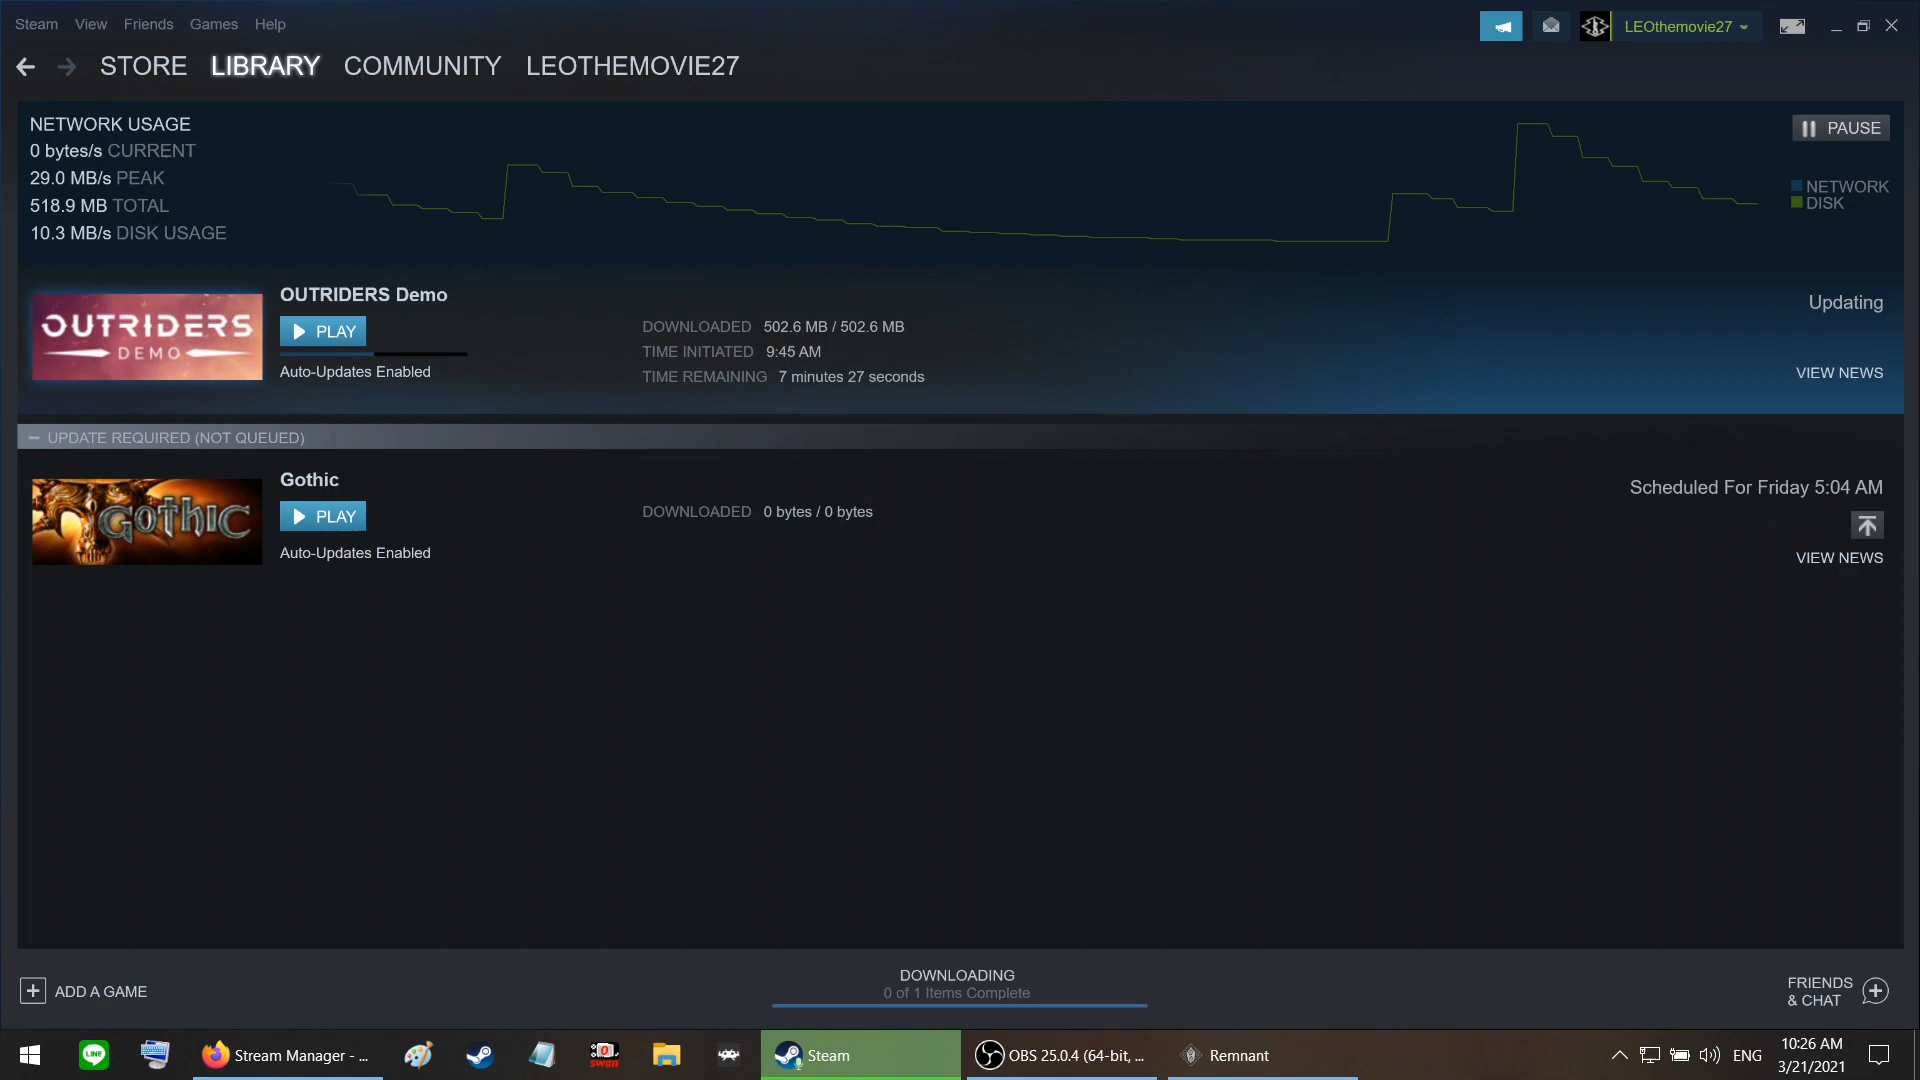 Steam View Friends Games Help
LEOthemovie27
STORE LIBRARY COMMUNITY LEOTHEMOVIE27
NETWORK USAGE
0 bytes/s CURRENT
29.0 MB/s PEAK
518.9 MB TOTAL
10.3 MB/s DISK USAGE
PAUSE
NETWORK
DISK
OUTRIDERS
DEMO
OUTRIDERS Demo
PLAY
Auto-Updates Enabled
DOWNLOADED 502.6 MB / 502.6 MB
TIME INITIATED 9:45 AM
TIME REMAINING 7 minutes 27 seconds
Updating
VIEW NEWS
UPDATE REQUIRED (NOT QUEUED)
Gothic
Gothic
PLAY
Auto-Updates Enabled
DOWNLOADED 0 bytes / 0 bytes
Scheduled For Friday 5:04 AM
VIEW NEWS
ADD A GAME
DOWNLOADING
0 of 1 Items Complete
FRIENDS
& CHAT
LINE
Stream Manager - ...
swan
Steam
OBS 25.0.4 (64-bit, ...
Remnant
ENG
10:26 AM
3/21/2021